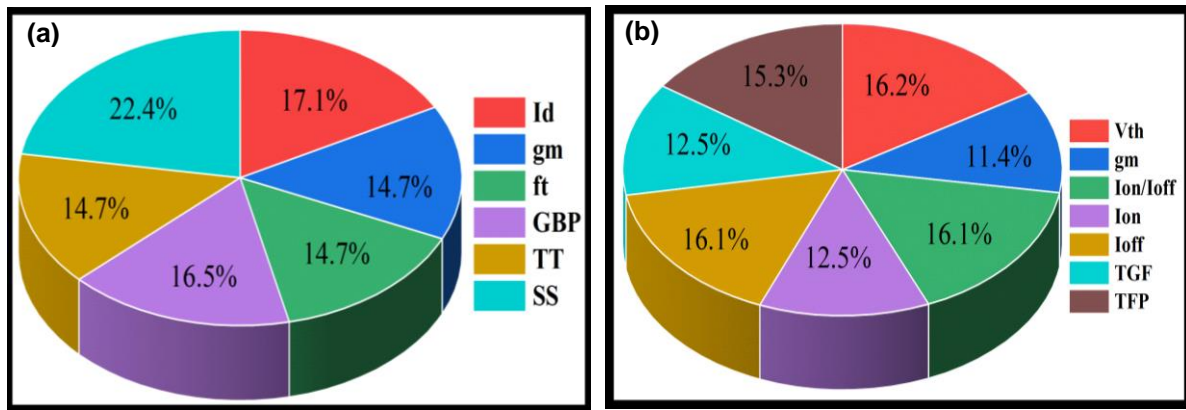 (a)
17.1%
14.7%
14.7%
16.5%
14.7%
22.4%
Id
gm
ft
GBP
TT
SS
(b)
16.2%
11.4%
16.1%
12.5%
16.1%
12.5%
15.3%
Vth
gm
Ion/Ioff
Ion
Ioff
TGF
TFP